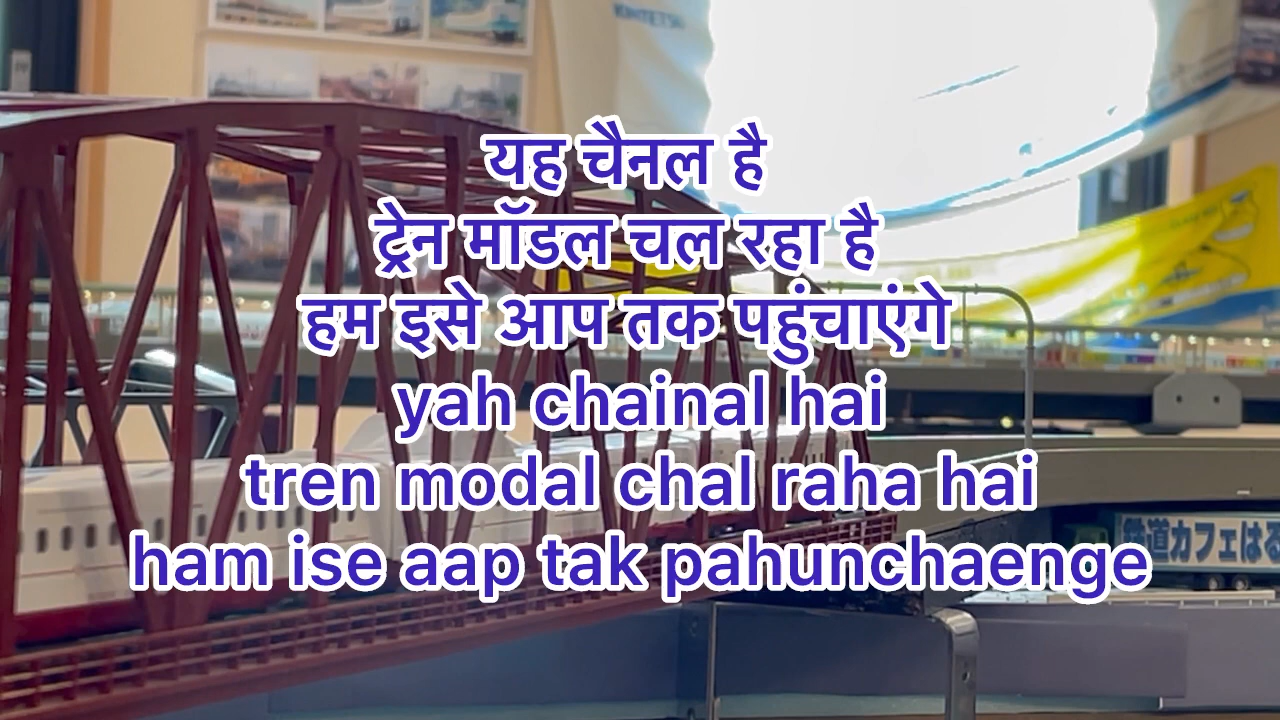 KINTETSU
यह चैनल है
ट्रेन मॉडल चल रहा है
हम इसे आप तक पहुंचाएंगे
yah chainal hai
tren modal chal raha hai
ham ise aap tak pahunchaenge
鉄道カフェはる